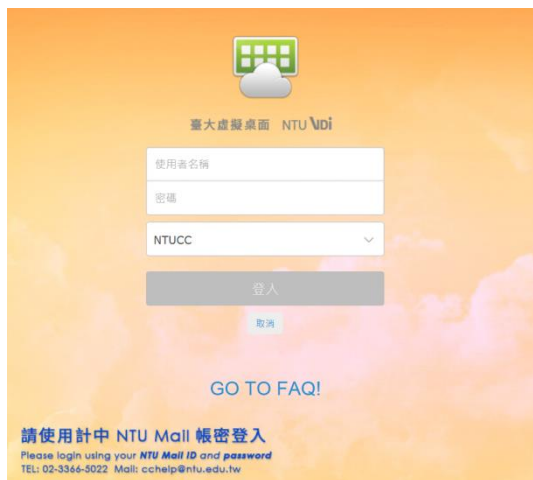 臺大虛擬桌面 NTU VDi
使用者名稱
密碼
NTUCC
登入
取消
GO TO FAQ!
請使用計中 NTU Mail 帳密登入
Please login using your NTU Mail ID and password
TEL: 02-3366-5022 Mail: cchelp@ntu.edu.tw